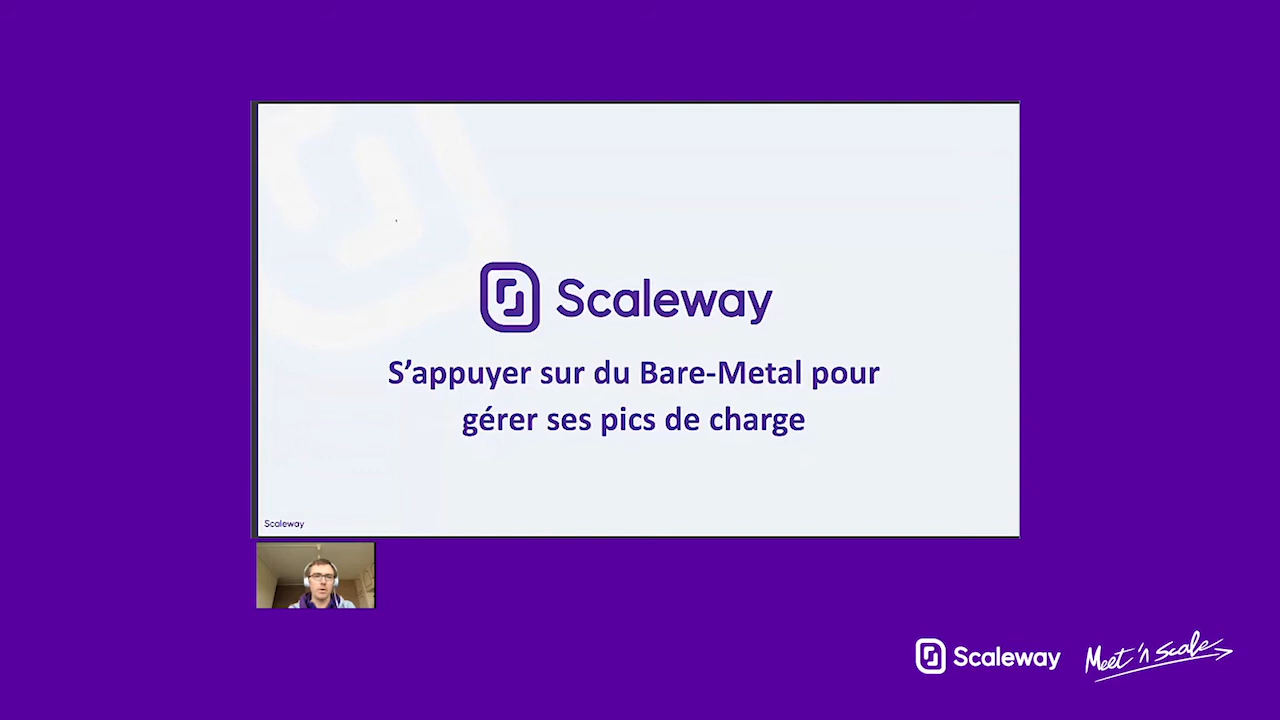 Scaleway
S’appuyer sur du Bare-Metal pour
gérer ses pics de charge
Scaleway
Scaleway
Meet 'n Scale